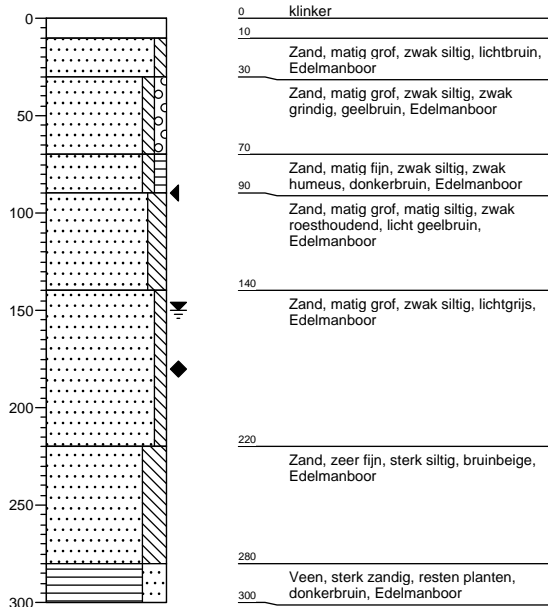 0
50
100
150
200
250
300
0 klinker
10
Zand, matig grof, zwak siltig, lichtbruin,
Edelmanboor
30
Zand, matig grof, zwak siltig, zwak
grindig, geelbruin, Edelmanboor
70
Zand, matig fijn, zwak siltig, zwak
humeus, donkerbruin, Edelmanboor
90
Zand, matig grof, matig siltig, zwak
roesthoudend, licht geelbruin,
Edelmanboor
140
Zand, matig grof, zwak siltig, lichtgrijs,
Edelmanboor
220
Zand, zeer fijn, sterk siltig, bruinbeige,
Edelmanboor
280
Veen, sterk zandig, resten planten,
donkerbruin, Edelmanboor
300